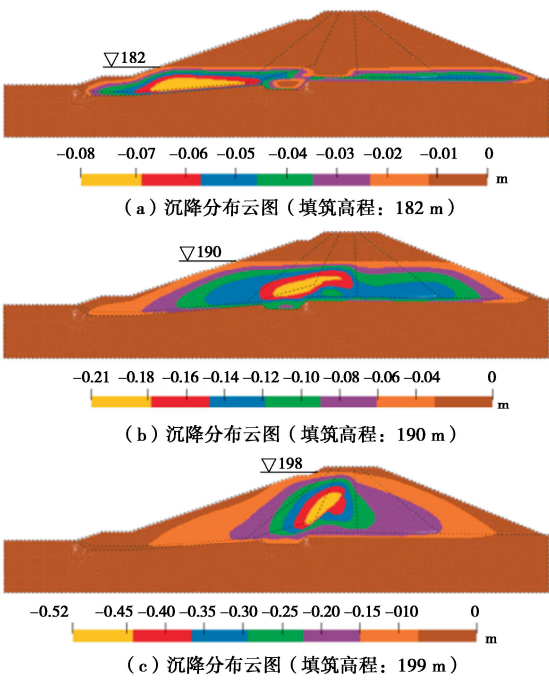 ▽182
−0.08 −0.07 −0.06 −0.05 −0.04 −0.03 −0.02 −0.01 0
m
(a)沉降分布云图(填筑高程：182 m)
▽190
−0.21 −0.18 −0.16 −0.14 −0.12 −0.10 −0.08 −0.06 −0.04 0
m
(b)沉降分布云图(填筑高程：190 m)
▽198
−0.52 −0.45 −0.40 −0.35 −0.30 −0.25 −0.20 −0.15 −010 0
m
(c)沉降分布云图(填筑高程：199 m)